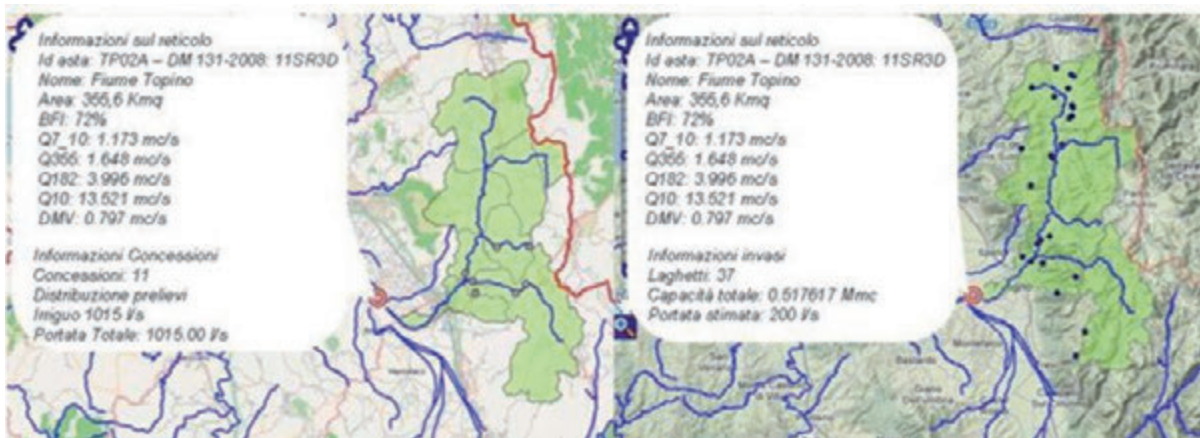 Informazioni sul reticolo
Id asta: TP02A – DM 131-2008: 11SR3D
Nome: Fiume Topino
Area: 355,6 Kmq
BFI: 72%
Q7_10: 1.173 mc/s
Q355: 1.648 mc/s
Q182: 3.995 mc/s
Q10: 13.521 mc/s
DMV: 0.797 mc/s
Informazioni Concessioni
Concessioni: 11
Distribuzione prelievi
Irriguo 1015 l/s
Portata Totale: 1015.00 l/s
Informazioni sul reticolo
Id asta: TP02A – DM 131-2008: 11SR3D
Nome: Fiume Topino
Area: 355,6 Kmq
BFI: 72%
Q7_10: 1.173 mc/s
Q355: 1.648 mc/s
Q182: 3.995 mc/s
Q10: 13.521 mc/s
DMV: 0.797 mc/s
Informazioni invasi
Laghetti: 37
Capacità totale: 0.517617 Mmc
Portata stimata: 200 l/s